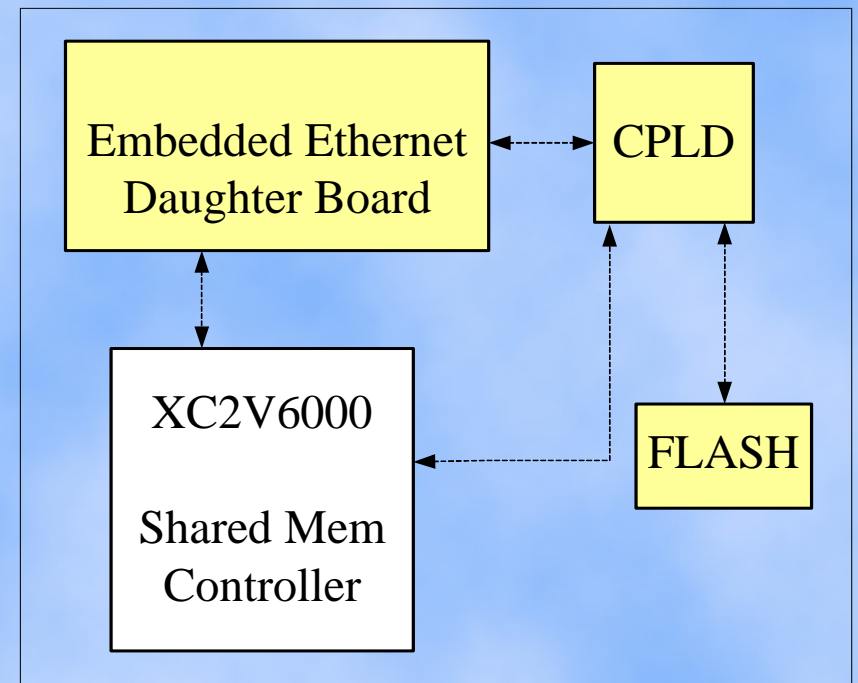 Embedded Ethernet
Daughter Board
CPLD
XC2V6000
Shared Mem
Controller
FLASH